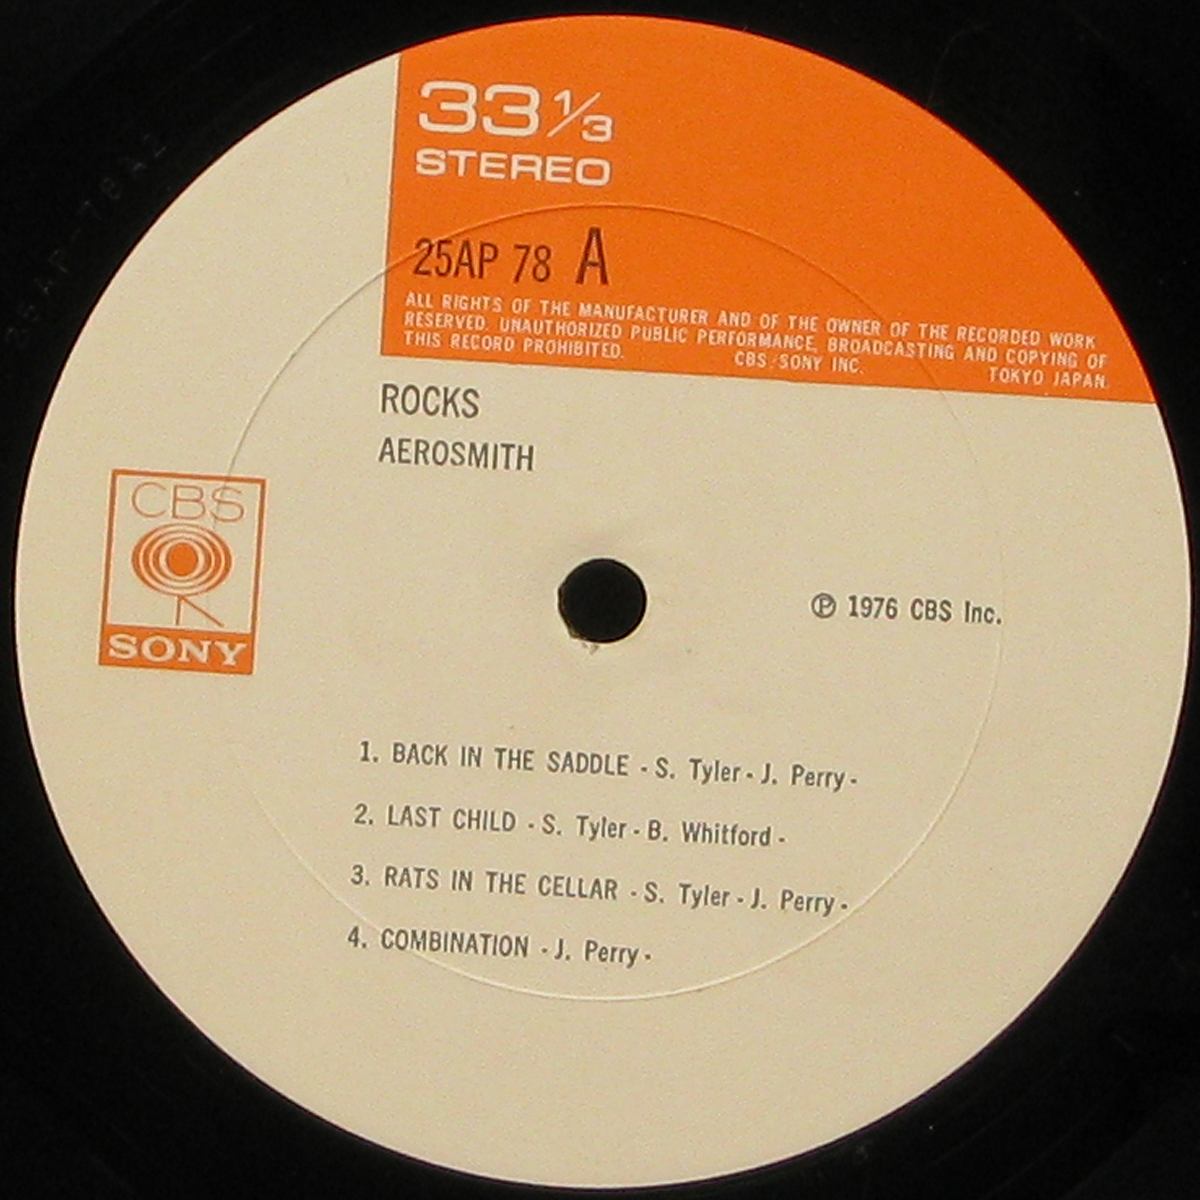 33 1/3
STEREO
25AP 78 A
ALL RIGHTS OF THE MANUFACTURER AND OF THE OWNER OF THE RECORDED WORK
RESERVED. UNAUTHORIZED PUBLIC PERFORMANCE, BROADCASTING AND COPYING OF
THIS RECORD PROHIBITED. CBS/SONY INC. TOKYO JAPAN.
ROCKS
AEROSMITH
CBS
SONY
℗ 1976 CBS Inc.
1. BACK IN THE SADDLE - S. Tyler - J. Perry -
2. LAST CHILD - S. Tyler - B. Whitford -
3. RATS IN THE CELLAR - S. Tyler - J. Perry -
4. COMBINATION - J. Perry -